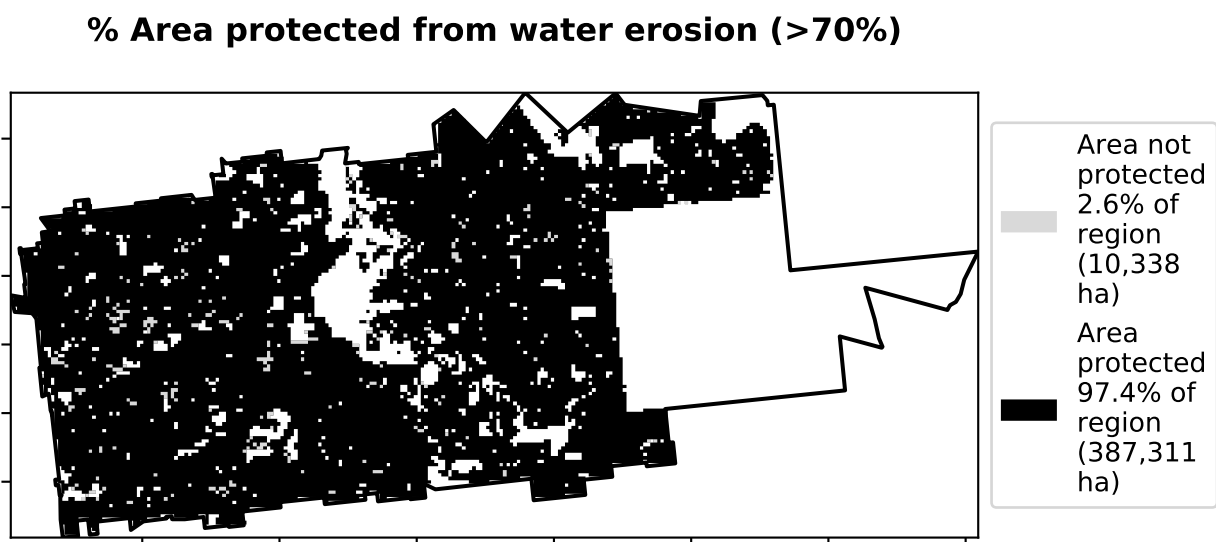 % Area protected from water erosion (>70%)
Area not
protected
2.6% of
region
(10,338
ha)
Area
protected
97.4% of
region
(387,311
ha)